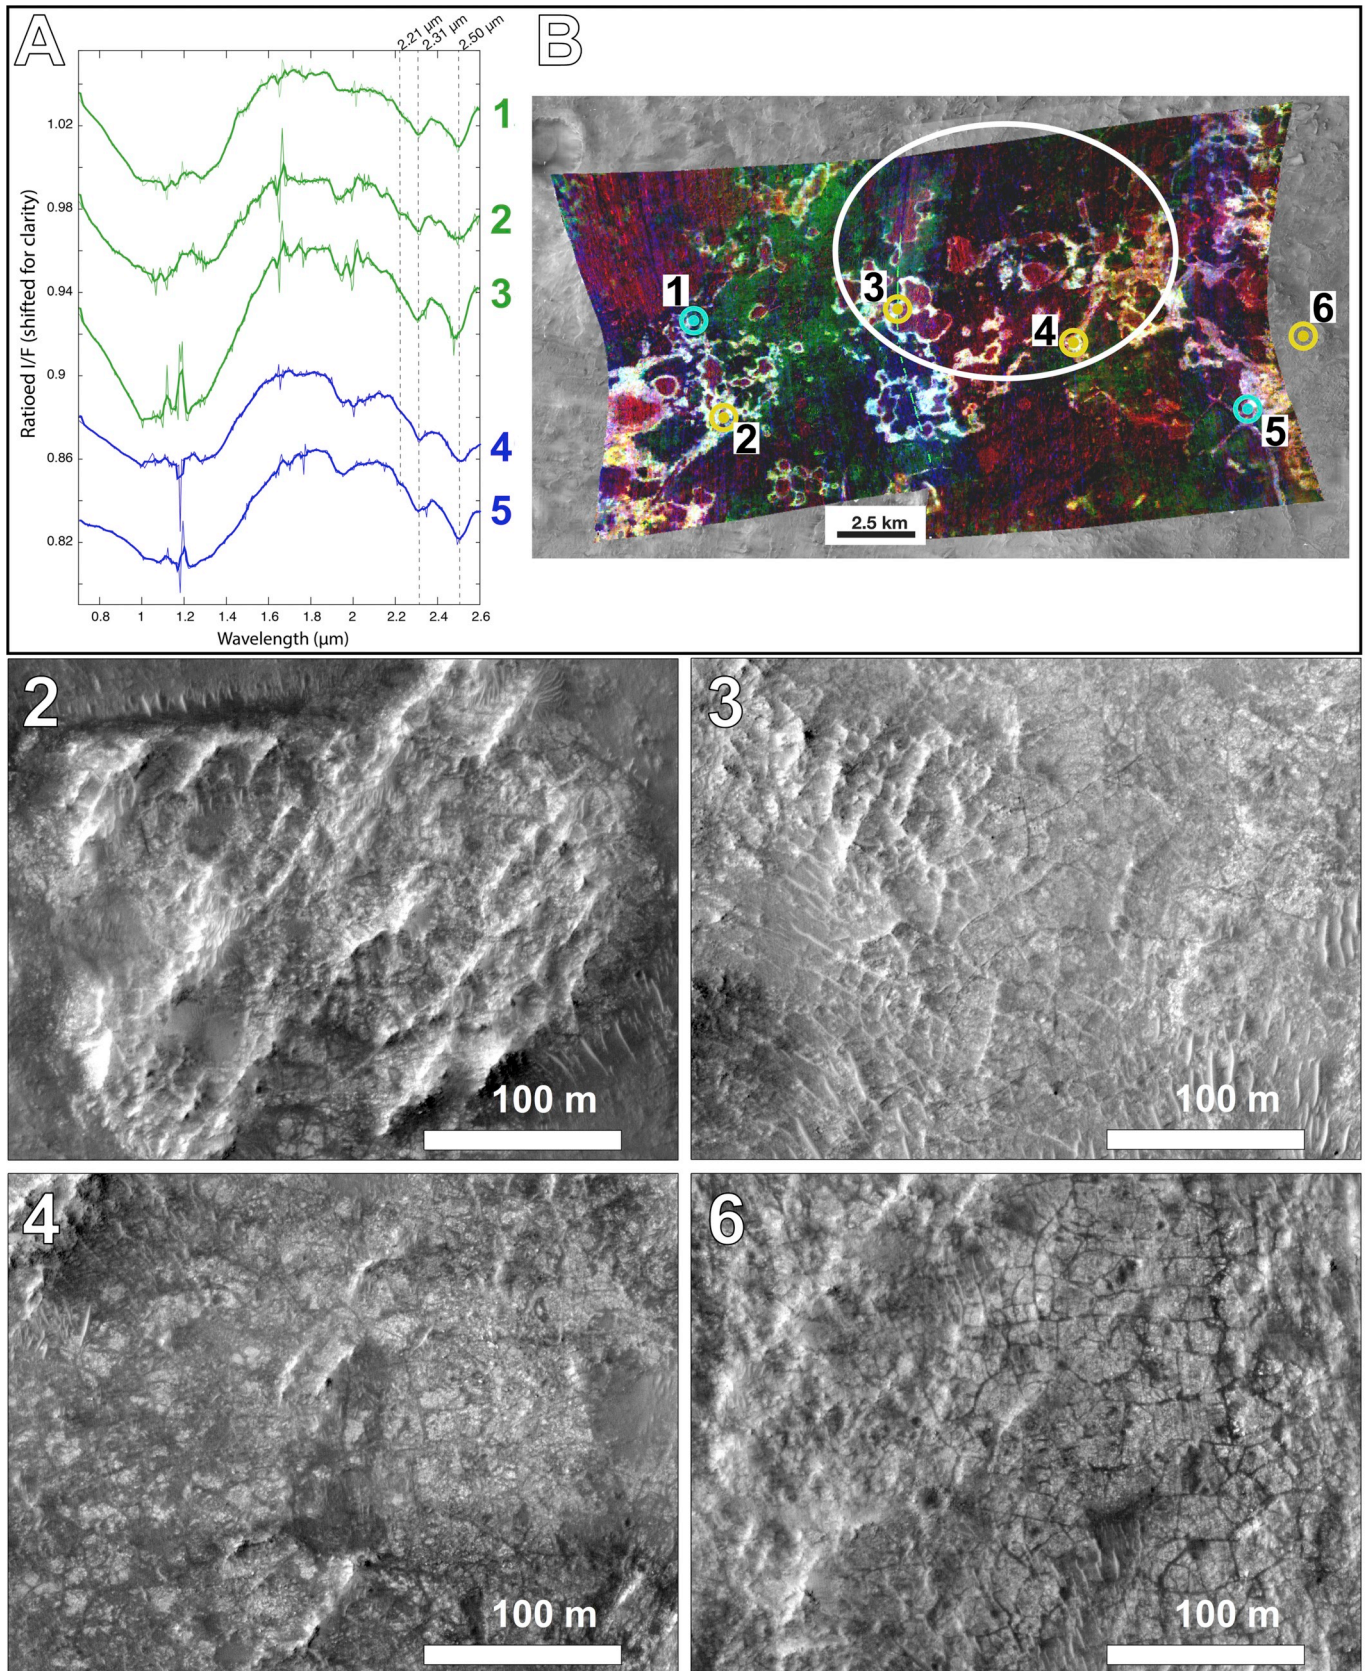 A
2.21 µm
2.31 µm
2.50 µm
1.02
0.98
0.94
0.9
0.86
0.82
Ratioed I/F (shifted for clarity)
0.8 1 1.2 1.4 1.6 1.8 2 2.2 2.4 2.6
Wavelength (µm)
1
2
3
4
5
B
1
2
3
4
5
6
2.5 km
2
100 m
3
100 m
4
100 m
6
100 m